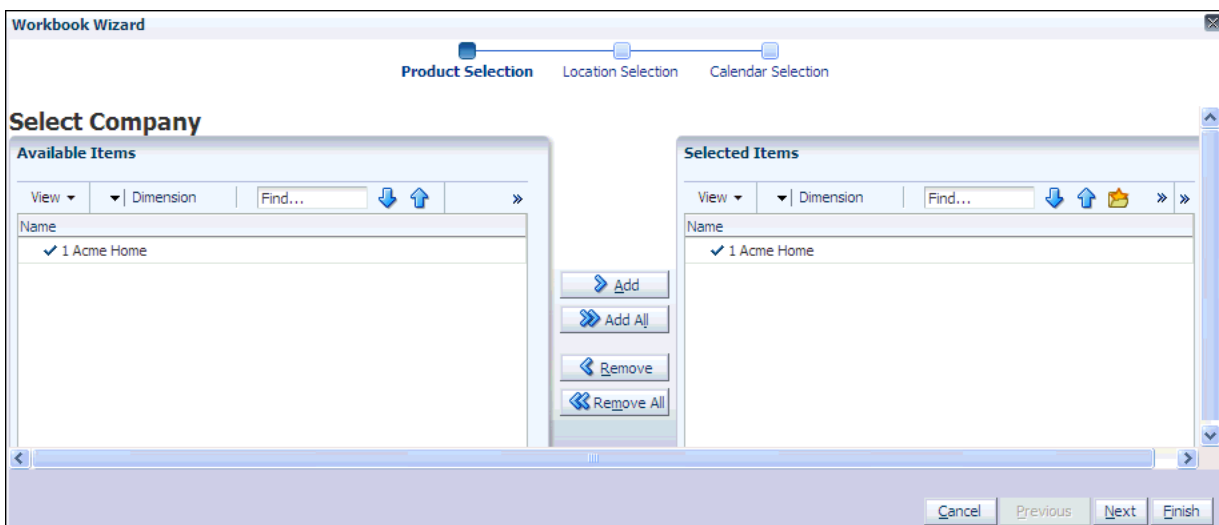 Workbook Wizard
Product Selection
Location Selection
Calendar Selection
Select Company
Available Items
View
Dimension
Find...
Name
1 Acme Home
Add
Add All
Remove
Remove All
Selected Items
View
Dimension
Find...
Name
1 Acme Home
Cancel
Previous
Next
Finish